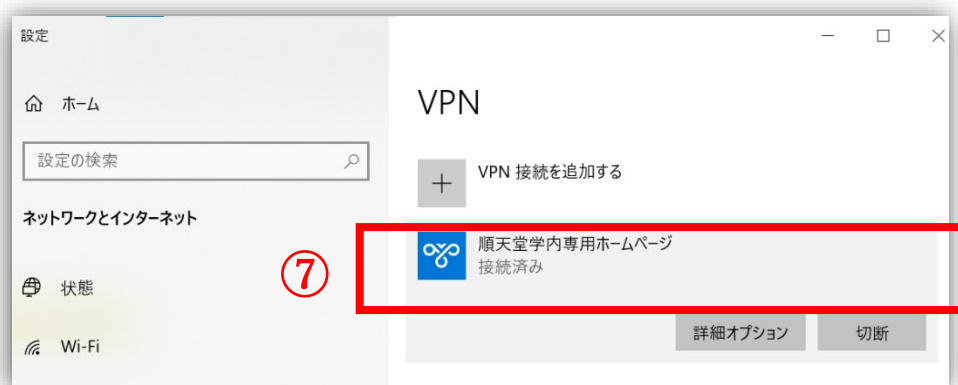 設定
ホーム
設定の検索
ネットワークとインターネット
状態
Wi-Fi
VPN
VPN 接続を追加する
⑦
順天堂学内専用ホームページ
接続済み
詳細オプション
切断